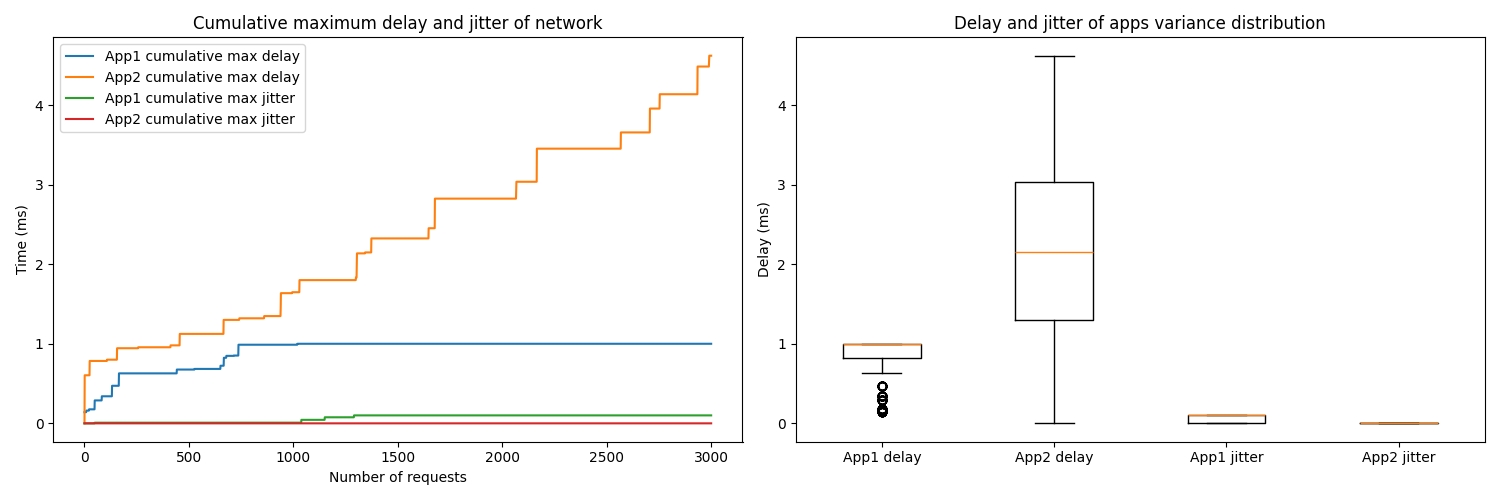 Cumulative maximum delay and jitter of network
App1 cumulative max delay
App2 cumulative max delay
App1 cumulative max jitter
App2 cumulative max jitter
Time (ms)
4
3
2
1
0
0 500 1000 1500 2000 2500 3000
Number of requests
Delay and jitter of apps variance distribution
Delay (ms)
4
3
2
1
0
App1 delay App2 delay App1 jitter App2 jitter